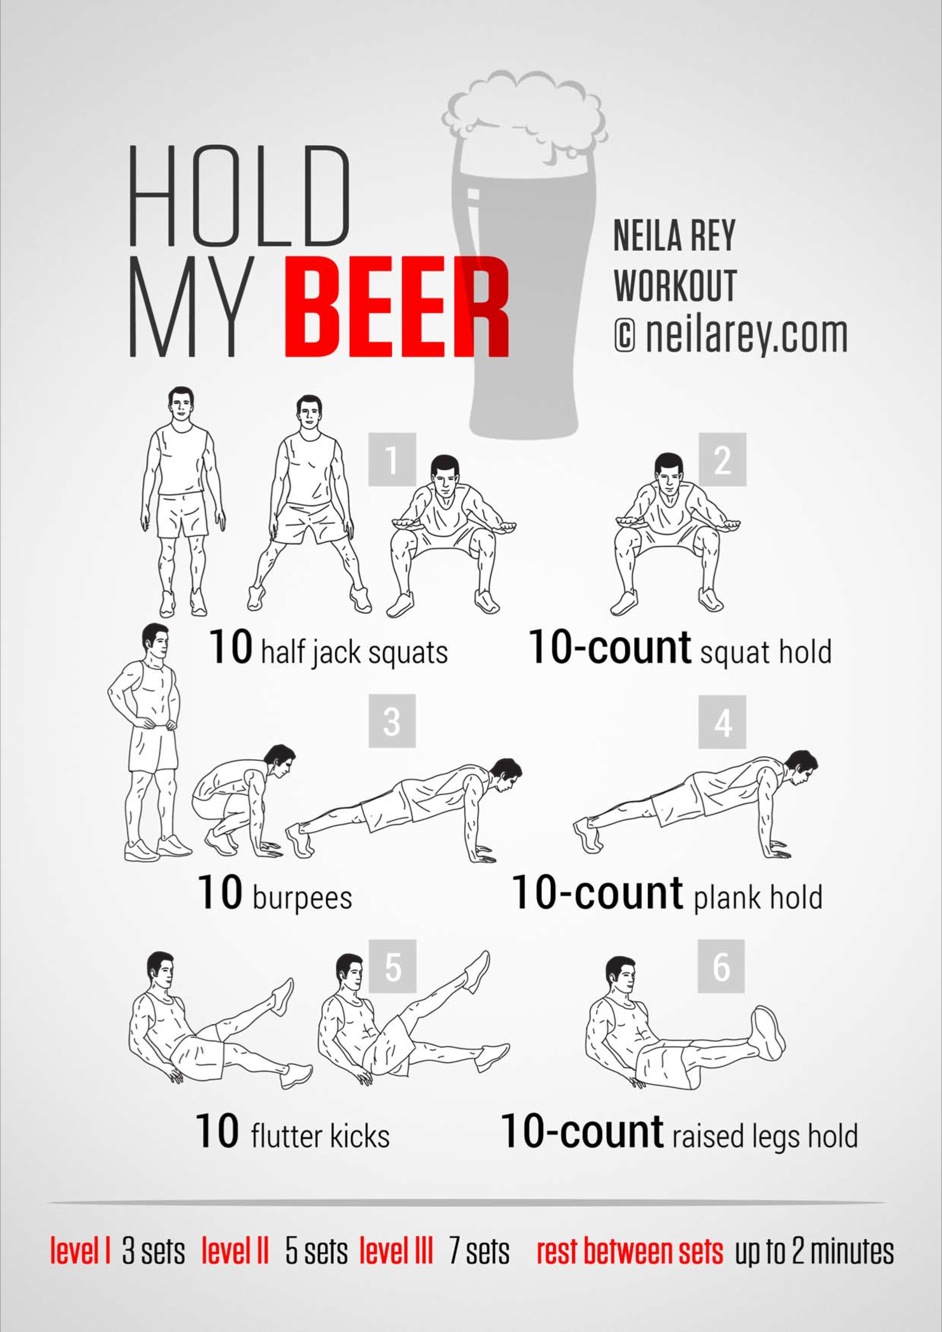 HOLD
MY BEER
NEILA REY
WORKOUT
© neilarey.com
1
10 half jack squats
2
10-count squat hold
3
10 burpees
4
10-count plank hold
5
10 flutter kicks
6
10-count raised legs hold
level I 3 sets level II 5 sets level III 7 sets rest between sets up to 2 minutes